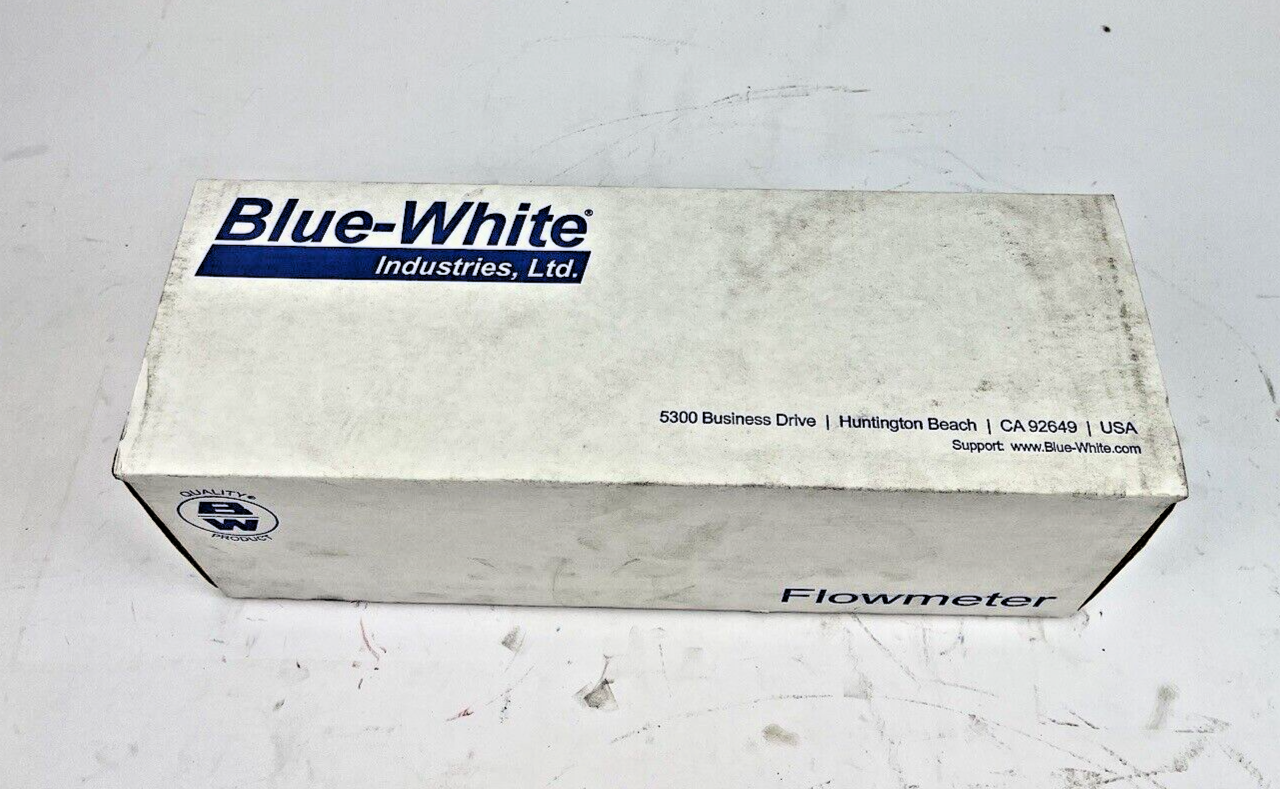 Blue-White®
Industries, Ltd.
5300 Business Drive | Huntington Beach | CA 92649 | USA
Support: www.Blue-White.com
QUALITY®
BW
PRODUCT
Flowmeter